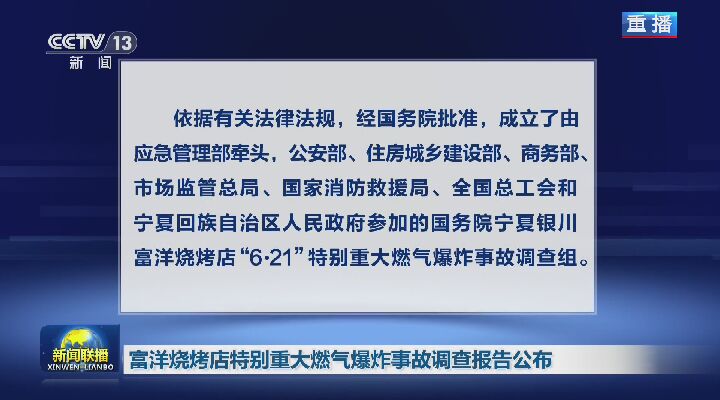 CCTV 13
新闻
重播
依据有关法律法规，经国务院批准，成立了由
应急管理部牵头，公安部、住房城乡建设部、商务部、
市场监管总局、国家消防救援局、全国总工会和
宁夏回族自治区人民政府参加的国务院宁夏银川
富洋烧烤店“6·21”特别重大燃气爆炸事故调查组。
新闻联播
XINWEN LIANBO
富洋烧烤店特别重大燃气爆炸事故调查报告公布